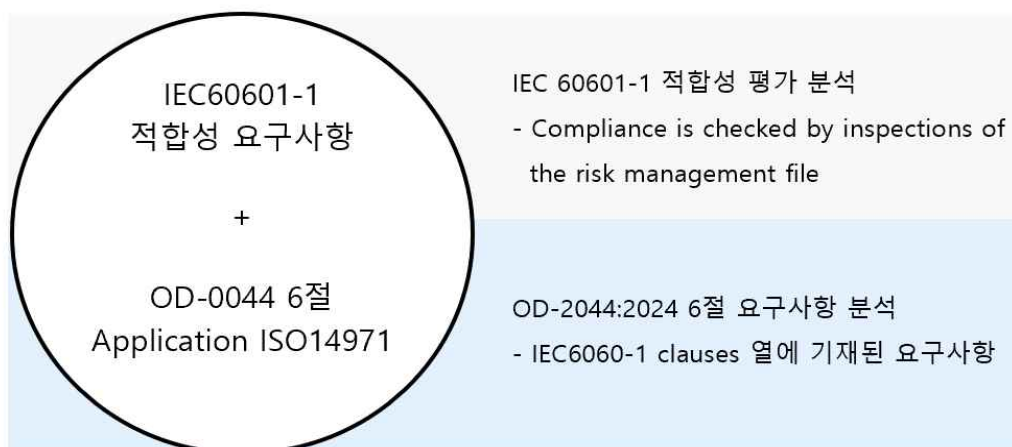 IEC60601-1
적합성 요구사항
+
OD-0044 6절
Application ISO14971
IEC 60601-1 적합성 평가 분석
- Compliance is checked by inspections of
the risk management file
OD-2044:2024 6절 요구사항 분석
- IEC6060-1 clauses 열에 기재된 요구사항